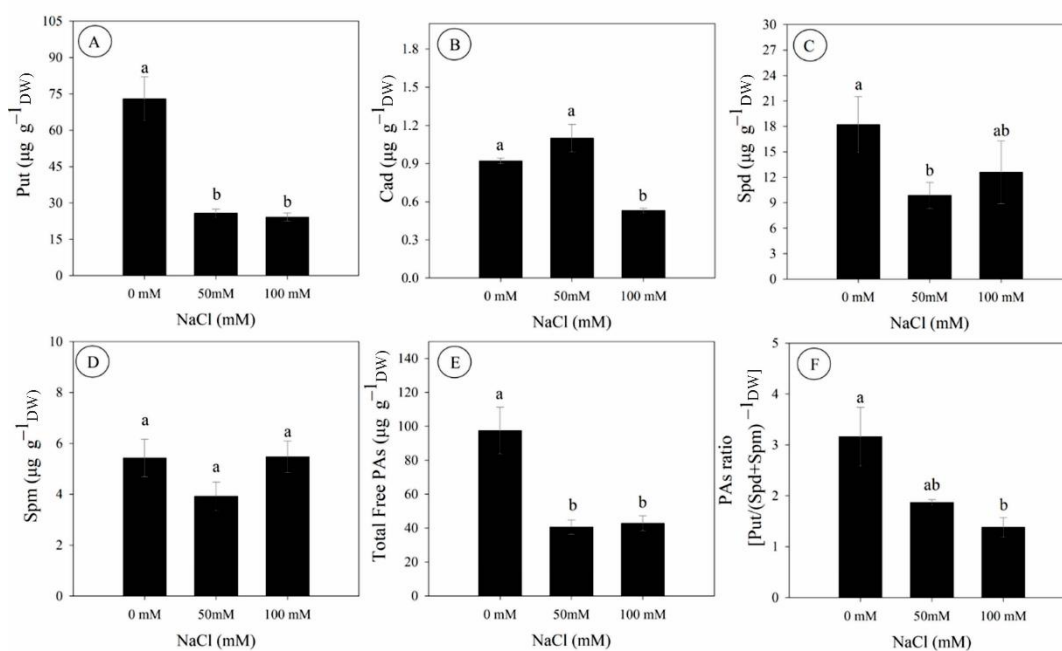 A
Put (µg g⁻¹DW)
105
90
75
60
45
30
15
0
a
b
b
0 mM
50mM
100 mM
NaCl (mM)
B
Cad (µg g⁻¹DW)
1.8
1.5
1.2
0.9
0.6
0.3
0.0
a
a
b
0 mM
50mM
100 mM
NaCl (mM)
C
Spd (µg g⁻¹DW)
30
27
24
21
18
15
12
9
6
3
0
a
b
ab
0 mM
50mM
100 mM
NaCl (mM)
D
Spm (µg g⁻¹DW)
10
8
6
4
2
0
a
a
a
0 mM
50mM
100 mM
NaCl (mM)
E
Total Free PAs (µg g⁻¹DW)
140
120
100
80
60
40
20
0
a
b
b
0 mM
50mM
100 mM
NaCl (mM)
F
PAs ratio
[Put/(Spd+Spm) ⁻¹DW]
5
4
3
2
1
0
a
ab
b
0 mM
50mM
100 mM
NaCl (mM)